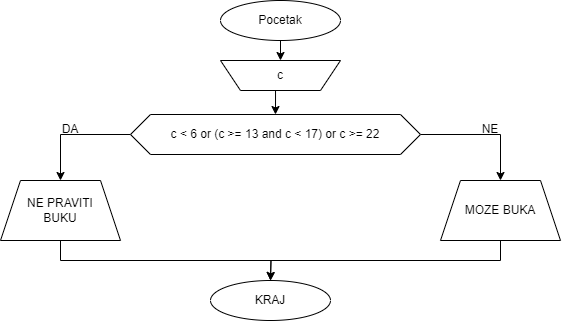 Pocetak
c
c < 6 or (c >= 13 and c < 17) or c >= 22
DA
NE
NE PRAVITI
BUKU
MOZE BUKA
KRAJ